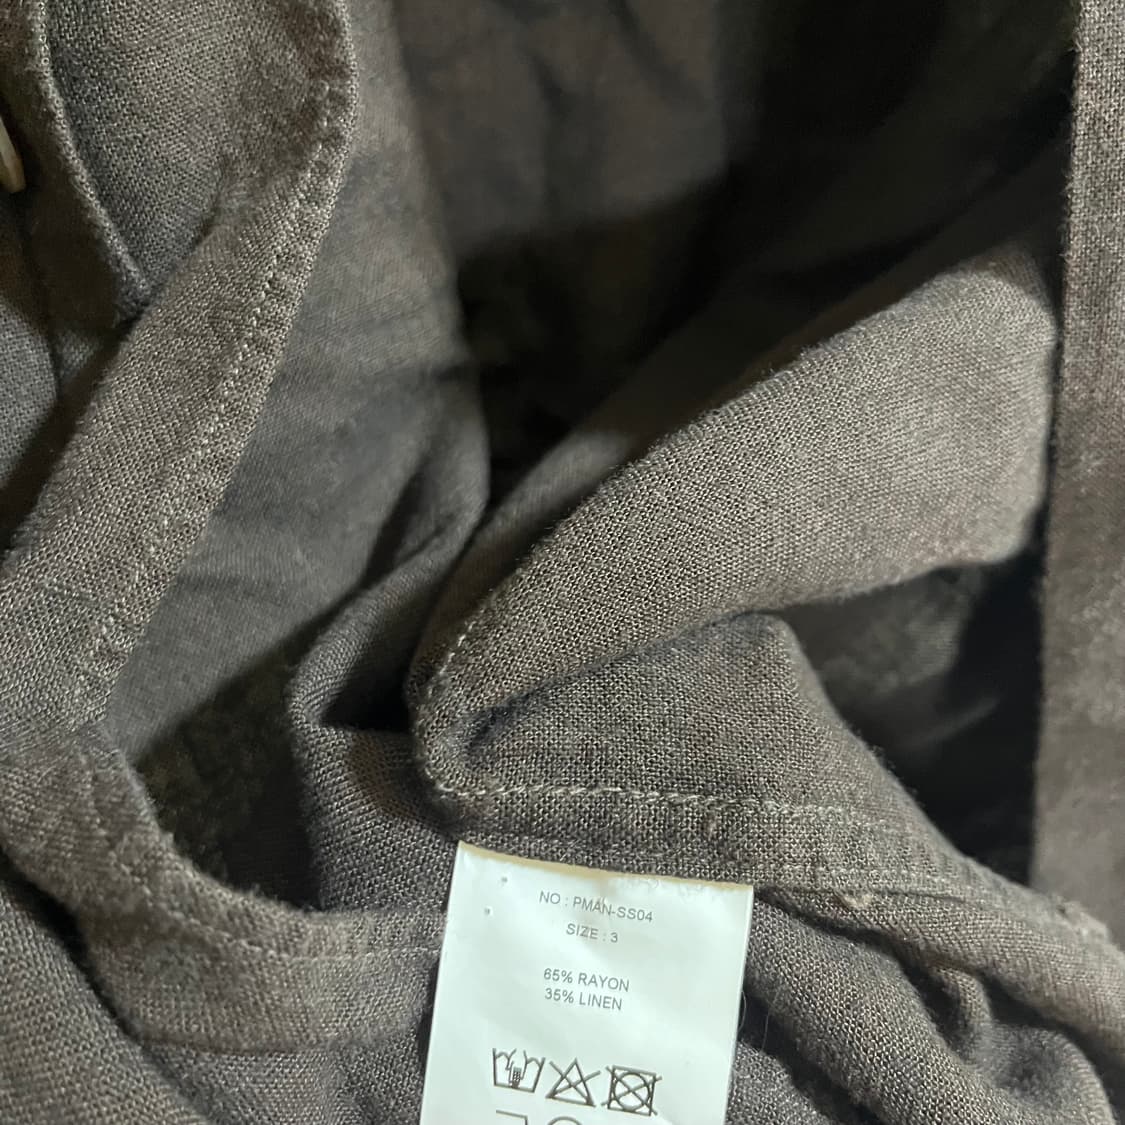 NO : PMAN-SS04
SIZE : 3
65% RAYON
35% LINEN